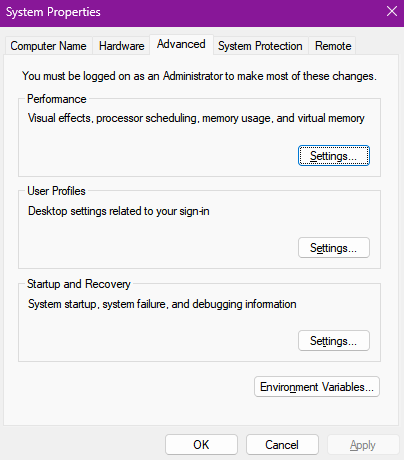 System Properties
Computer Name Hardware Advanced System Protection Remote
You must be logged on as an Administrator to make most of these changes.
Performance
Visual effects, processor scheduling, memory usage, and virtual memory
Settings...
User Profiles
Desktop settings related to your sign-in
Settings...
Startup and Recovery
System startup, system failure, and debugging information
Settings...
Environment Variables...
OK Cancel Apply